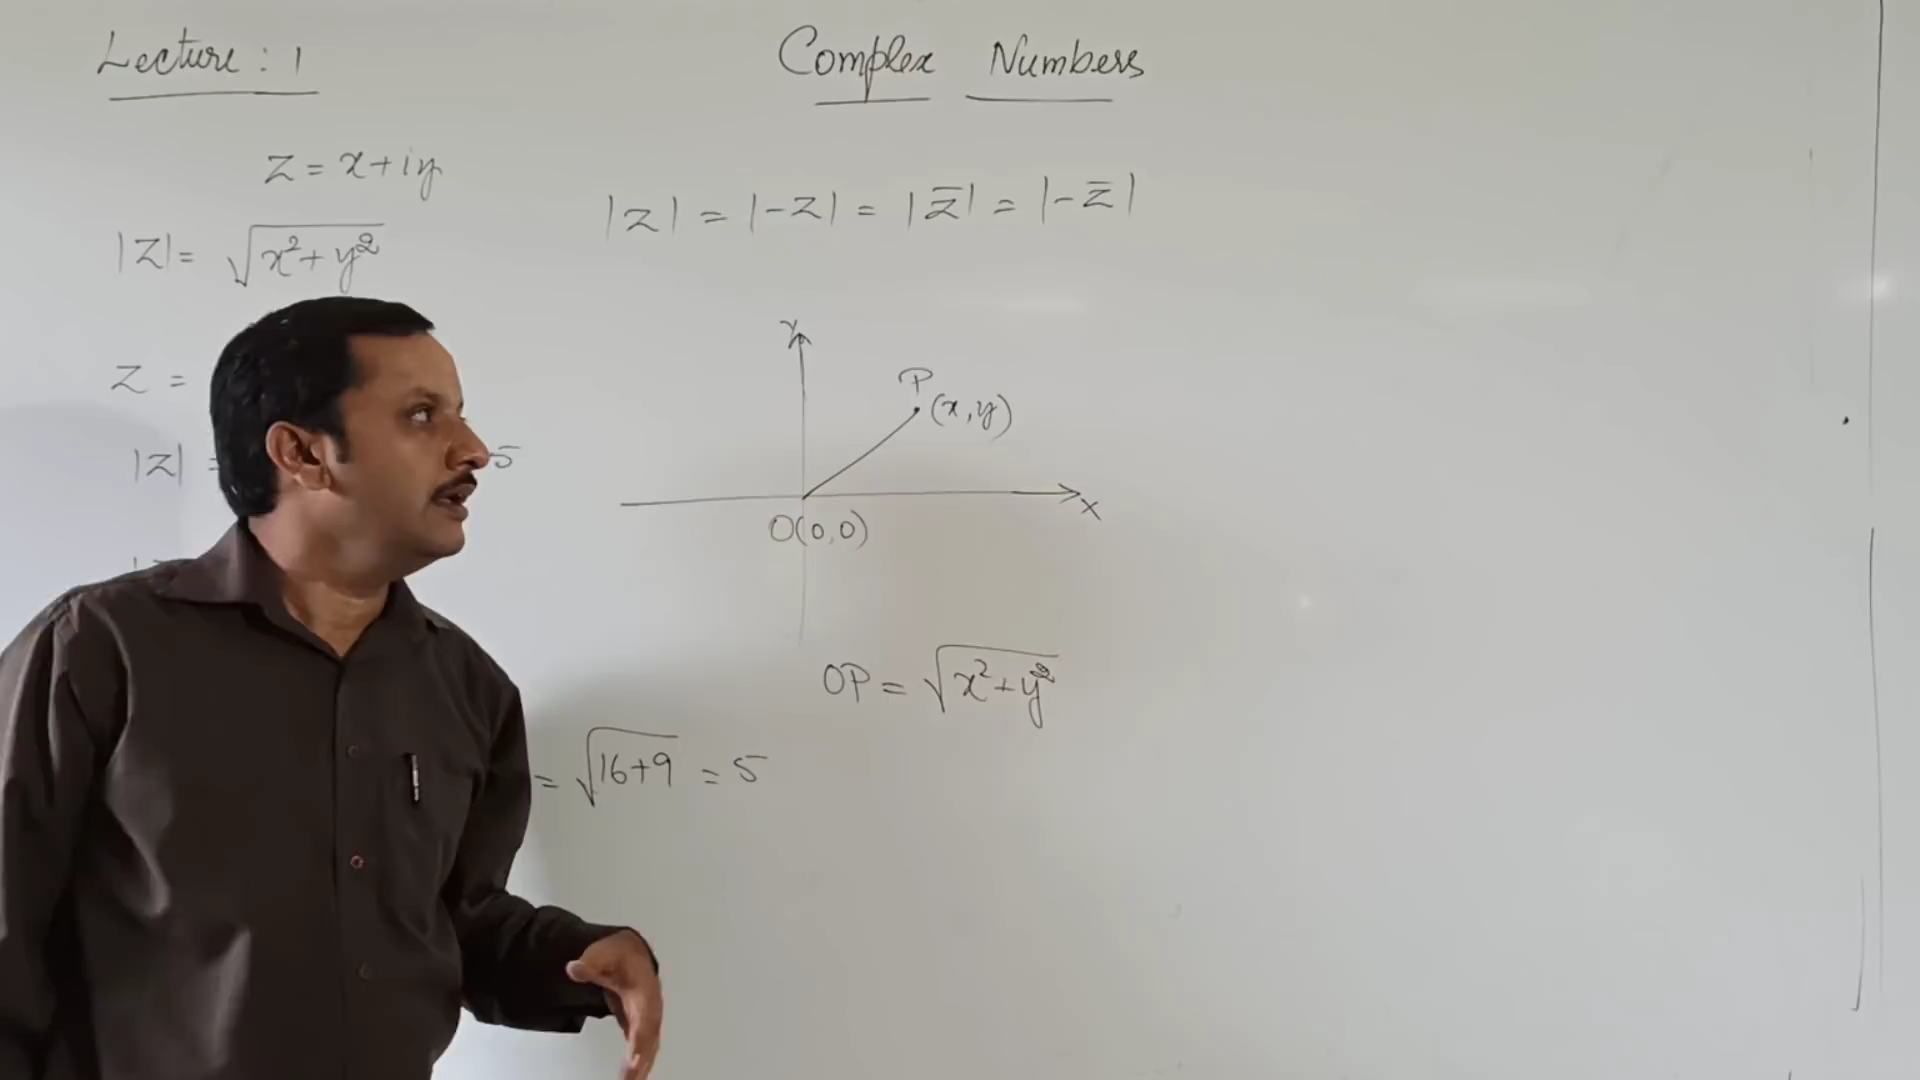 Lecture : 1
Complex Numbers
z = x+iy
|z| = √x²+y²
|z| = |-z| = |z̅| = |-z̅|
z =
|z| =
5
Y
P
(x,y)
X
O(0,0)
OP = √x²+y²
= √16+9 = 5